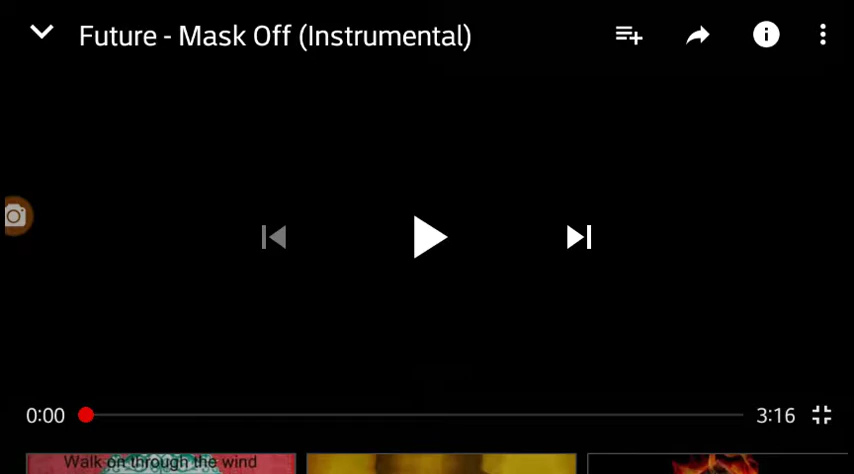 Future - Mask Off (Instrumental)
0:00
3:16
Walk on through the wind